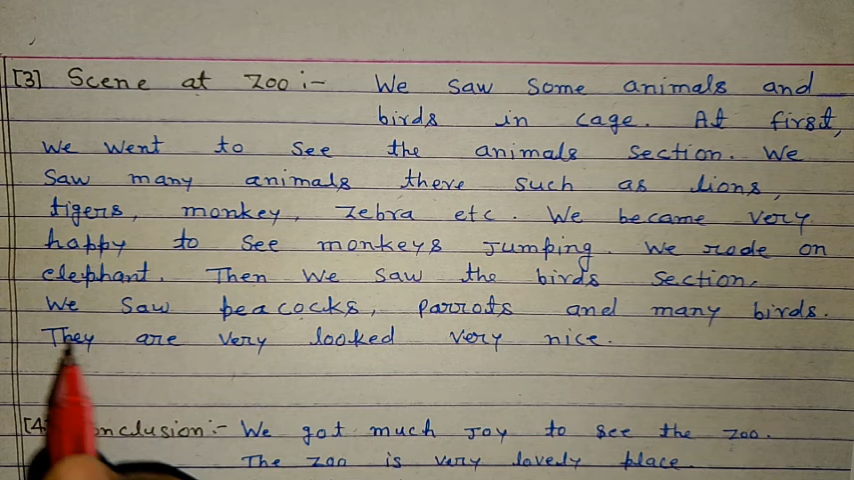 [3] Scene at Zoo :- We saw some animals and
birds in cage. At first,
We went to see the animals section. We
saw many animals there such as lions,
tigers, monkey, zebra etc. We became very
happy to see monkeys jumping. We rode on
elephant. Then We saw the birds section.
We saw peacocks, parrots and many birds.
They are very looked very nice.
[4 onclusion :- We got much joy to see the zoo.
The zoo is very lovely place.